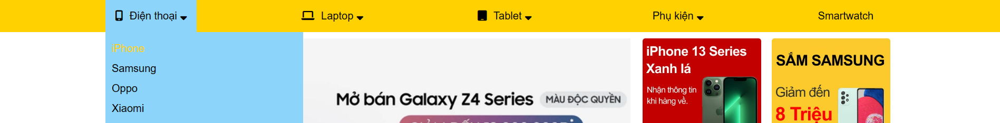 Điện thoại
Laptop
Tablet
Phụ kiện
Smartwatch
iPhone
Samsung
Oppo
Xiaomi
Mở bán Galaxy Z4 Series
MÀU ĐỘC QUYỀN
iPhone 13 Series
Xanh lá
Nhận thông tin
khi hàng về.
SẮM SAMSUNG
Giảm đến
8 Triệu